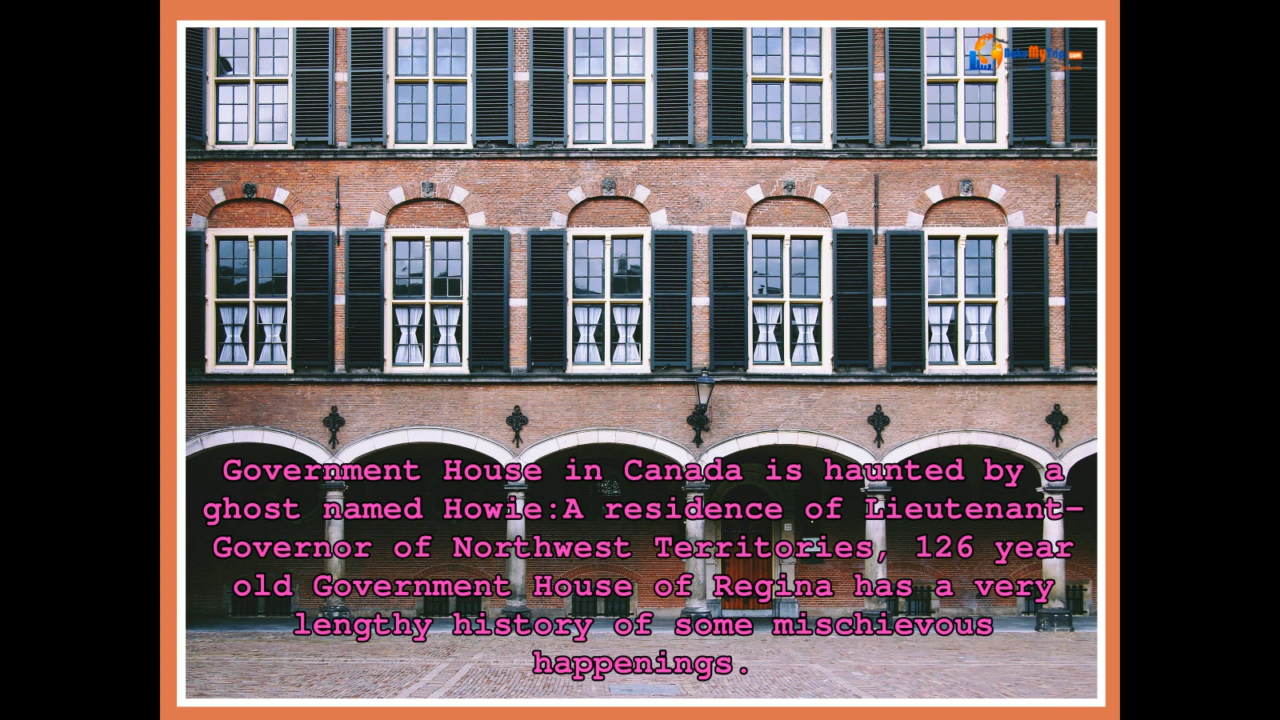 Government House in Canada is haunted by a
ghost named Howie:A residence of Lieutenant-
Governor of Northwest Territories, 126 year
old Government House of Regina has a very
lengthy history of some mischievous
happenings.